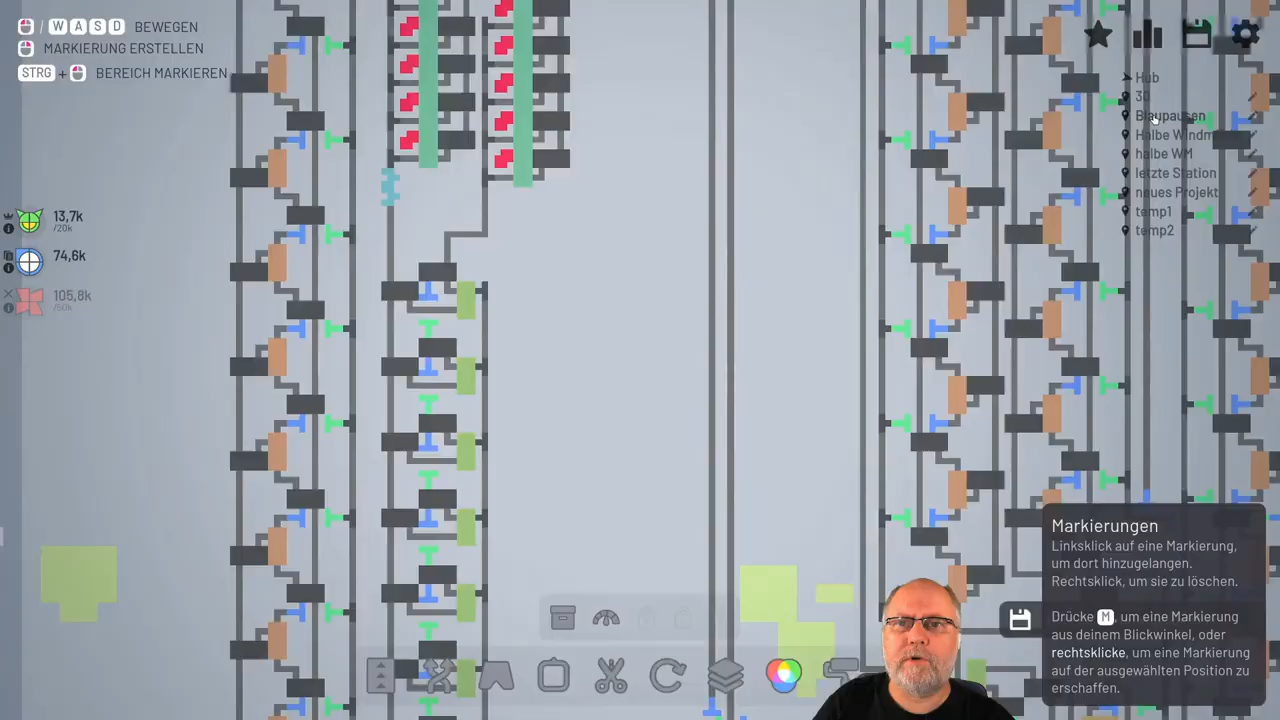 W A S D BEWEGEN
MARKIERUNG ERSTELLEN
STRG + BEREICH MARKIEREN
13,7k
/20k
74,6k
105,8k
Hub
30
Blaupausen
Halbe Windm
halbe WM
letzte Station
neues Projekt
temp1
temp2
Markierungen
Linksklick auf eine Markierung,
um dort hinzugelangen.
Rechtsklick, um sie zu löschen.
Drücke M, um eine Markierung
aus deinem Blickwinkel, oder
rechtsklicke, um eine Markierung
auf der ausgewählten Position zu
erschaffen.